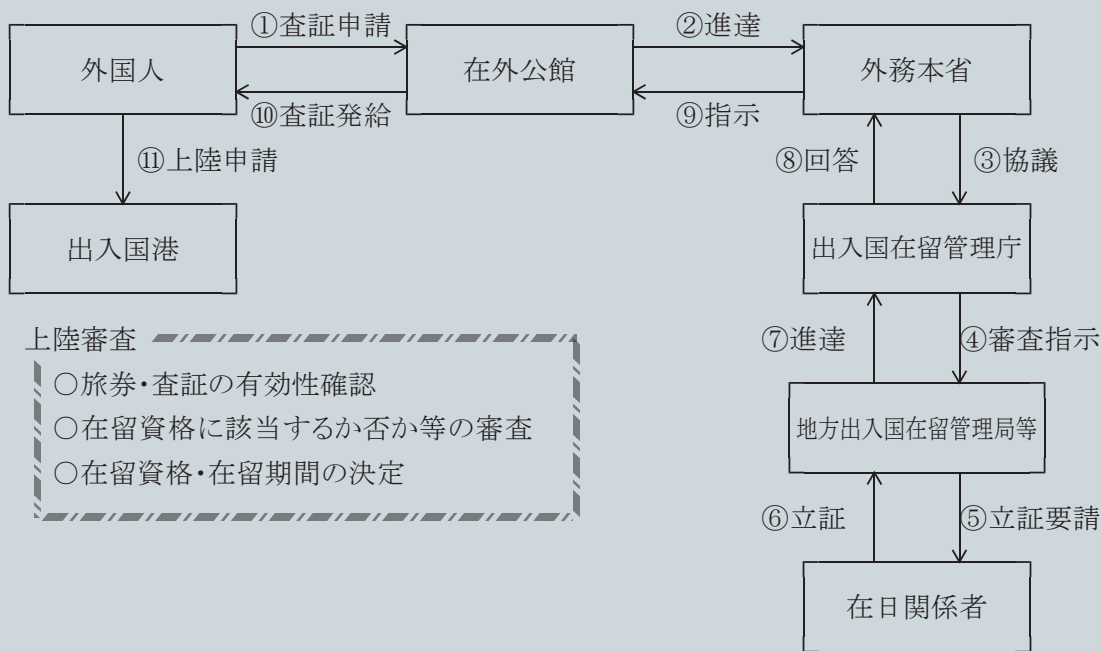 ①査証申請
②進達
外国人
在外公館
外務本省
⑩査証発給
⑨指示
⑪上陸申請
⑧回答
③協議
出入国港
出入国在留管理庁
上陸審査
○旅券・査証の有効性確認
○在留資格に該当するか否か等の審査
○在留資格・在留期間の決定
⑦進達
④審査指示
地方出入国在留管理局等
⑥立証
⑤立証要請
在日関係者